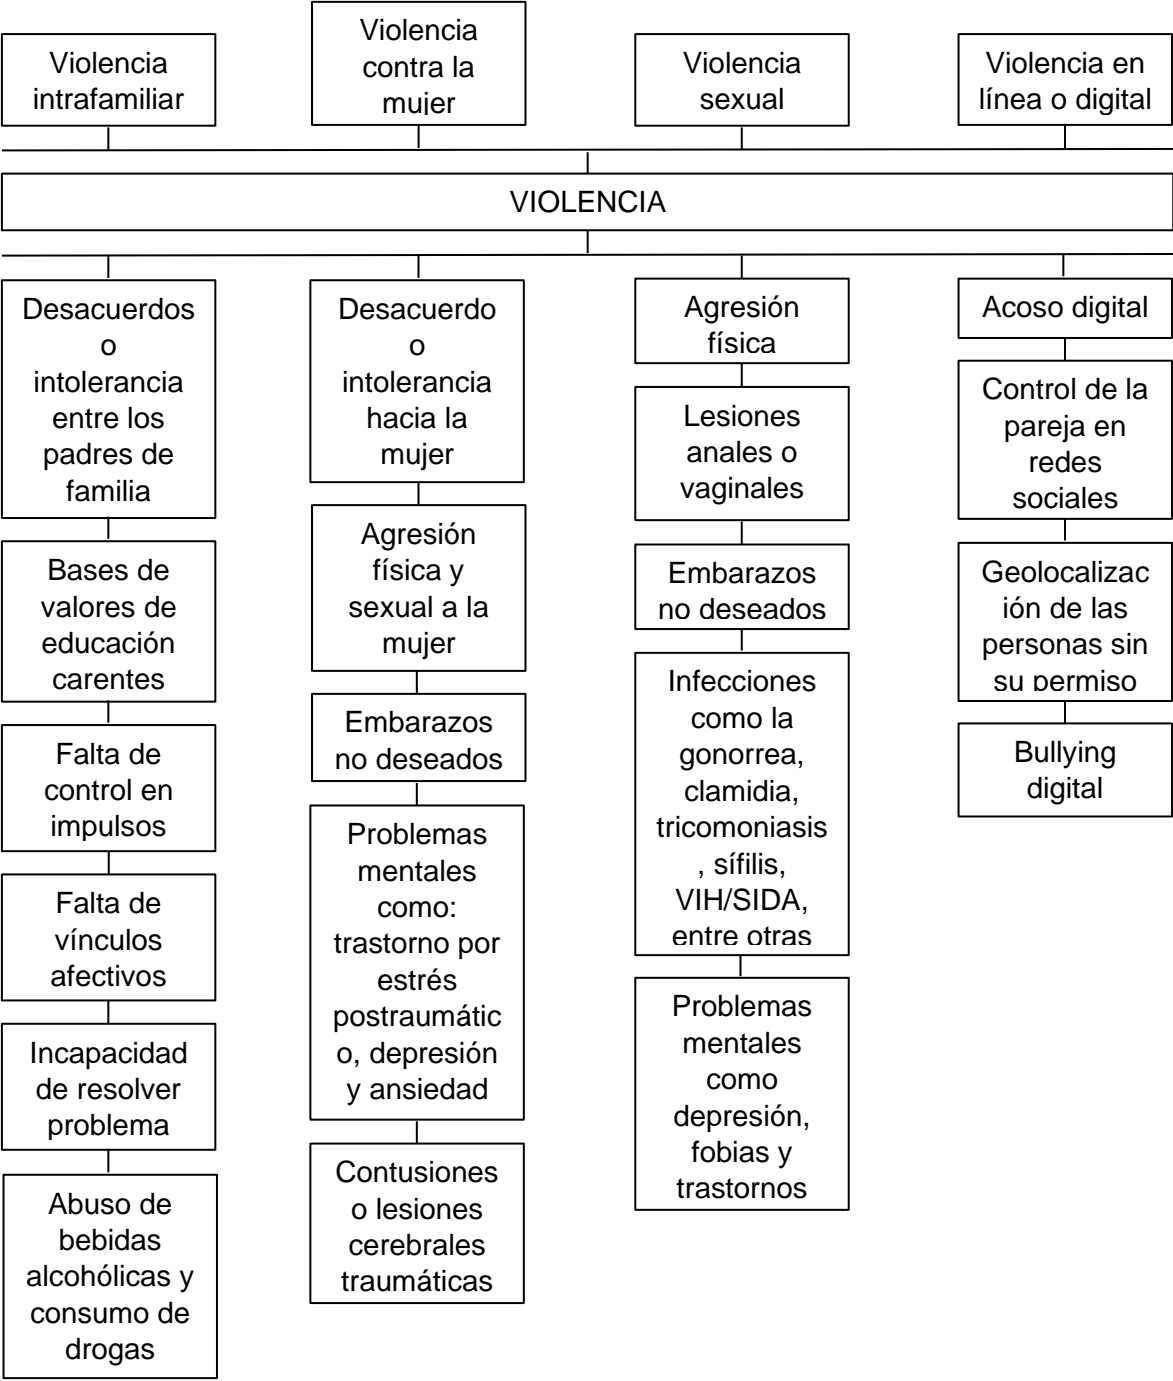 Violencia
intrafamiliar
Violencia
contra la
mujer
Violencia
sexual
Violencia en
línea o digital
VIOLENCIA
Desacuerdos
o
intolerancia
entre los
padres de
familia
Bases de
valores de
educación
carentes
Falta de
control en
impulsos
Falta de
vínculos
afectivos
Incapacidad
de resolver
problema
Abuso de
bebidas
alcohólicas y
consumo de
drogas
Desacuerdo
o
intolerancia
hacia la
mujer
Agresión
física y
sexual a la
mujer
Embarazos
no deseados
Problemas
mentales
como:
trastorno por
estrés
postraumátic
o, depresión
y ansiedad
Contusiones
o lesiones
cerebrales
traumáticas
Agresión
física
Lesiones
anales o
vaginales
Embarazos
no deseados
Infecciones
como la
gonorrea,
clamidia,
tricomoniasis
, sífilis,
VIH/SIDA,
entre otras
Problemas
mentales
como
depresión,
fobias y
trastornos
Acoso digital
Control de la
pareja en
redes
sociales
Geolocalizac
ión de las
personas sin
su permiso
Bullying
digital